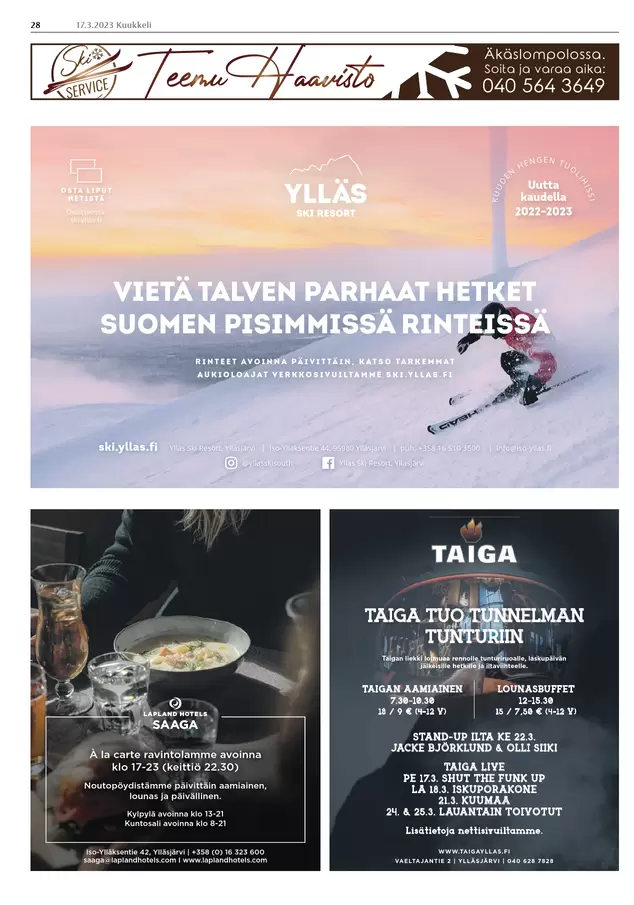 28 17.3.2023 Kuukkeli
Ski
SERVICE
Teemu Haavisto
Äkäslompolossa.
Soita ja varaa aika:
040 564 3649
OSTA LIPUT
NETISTÄ
YLLÄS
SKI RESORT
KUUDEN HENGEN TUOLIHISSI
Uutta
kaudella
2022-2023
VIETÄ TALVEN PARHAAT HETKET
SUOMEN PISIMMISSÄ RINTEISSÄ
RINTEET AVOINNA PÄIVITTÄIN, KATSO TARKEMMAT
AUKIOLOAJAT VERKKOSIVUILTAMME SKI.YLLAS.FI
HEAD
ski.yllas.fi Ylläs Ski Resort, Ylläsjärvi | Iso-Ylläksentie 44, 95980 Ylläsjärvi | puh. +358 16 510 3500 | info@iso-yllas.fi
@yllasskisouth Ylläs Ski Resort, Ylläsjärvi
LAPLAND HOTELS
SAAGA
À la carte ravintolamme avoinna
klo 17-23 (keittiö 22.30)
Noutopöydistämme päivittäin aamiainen,
lounas ja päivällinen.
Kylpylä avoinna klo 13-21
Kuntosali avoinna klo 8-21
Iso-Ylläksentie 42, Ylläsjärvi | +358 (0) 16 323 600
saaga@laplandhotels.com I www.laplandhotels.com
TAIGA
TAIGA TUO TUNNELMAN
TUNTURIIN
Taigan liekki loimuaa rennolle tunturiruoalle, laskupäivän
jälkeisille hetkille ja iltaviinteelle.
TAIGAN AAMIAINEN
7.30-10.30
18 / 9 € (4-12 V)
LOUNASBUFFET
12-15.30
15 / 7,50 € (4-12 V)
STAND-UP ILTA KE 22.3.
JACKE BJÖRKLUND & OLLI SIIKI
TAIGA LIVE
PE 17.3. SHUT THE FUNK UP
LA 18.3. ISKUPORAKONE
21.3. KUUMAA
24. & 25.3. LAUANTAIN TOIVOTUT
Lisätietoja nettisivuiltamme.
WWW.TAIGAYLLAS.FI
VAELTAJANTIE 2 | YLLÄSJÄRVI | 040 628 7828